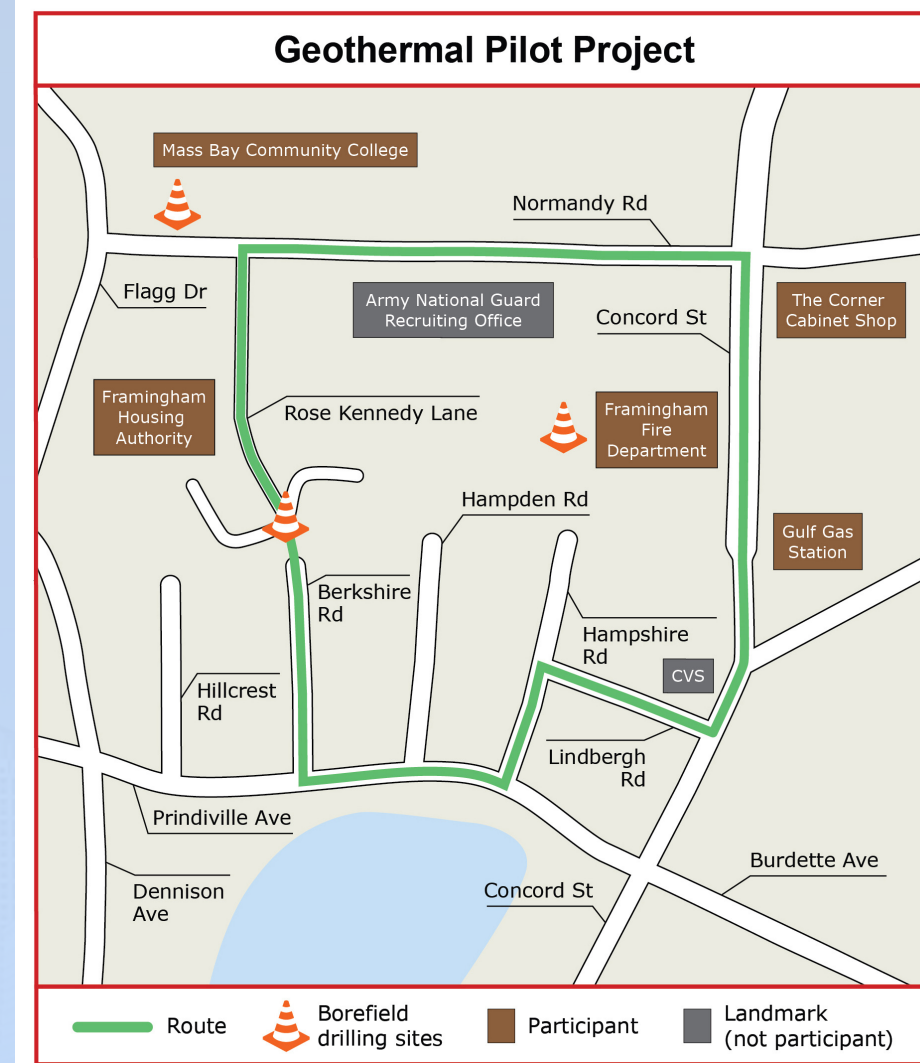 Geothermal Pilot Project
Mass Bay Community College
Normandy Rd
Flagg Dr
Army National Guard
Recruiting Office
The Corner
Cabinet Shop
Concord St
Framingham
Housing
Authority
Rose Kennedy Lane
Framingham
Fire
Department
Hampden Rd
Gulf Gas
Station
Berkshire
Rd
Hampshire
Rd
CVS
Hillcrest
Rd
Lindbergh
Rd
Prindiville Ave
Burdette Ave
Dennison
Ave
Concord St
Route
Borefield
drilling sites
Participant
Landmark
(not participant)